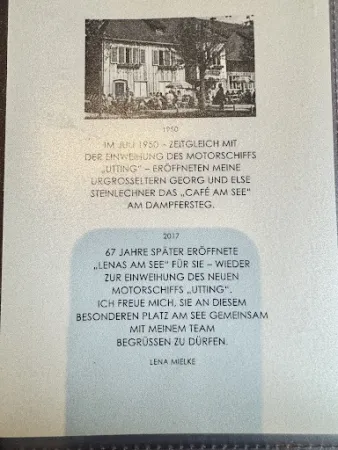 1950
IM JULI 1950 – ZEITGLEICH MIT
DER EINWEIHUNG DES MOTORSCHIFFS
„UTTING“ – ERÖFFNETEN MEINE
URGROSSELTERN GEORG UND ELSE
STEINLECHNER DAS „CAFÉ AM SEE“
AM DAMPFERSTEG.
2017
67 JAHRE SPÄTER ERÖFFNETE
„LENAS AM SEE“ FÜR SIE – WIEDER
ZUR EINWEIHUNG DES NEUEN
MOTORSCHIFFS „UTTING“.
ICH FREUE MICH, SIE AN DIESEM
BESONDEREN PLATZ AM SEE GEMEINSAM
MIT MEINEM TEAM
BEGRÜSSEN ZU DÜRFEN.
LENA MIELKE